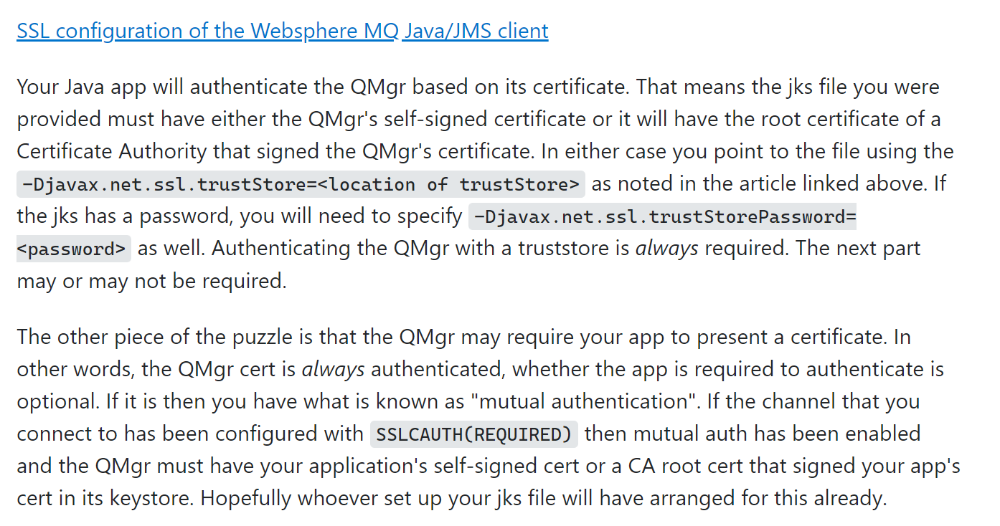 SSL configuration of the Websphere MQ Java/JMS client
Your Java app will authenticate the QMgr based on its certificate. That means the jks file you were
provided must have either the QMgr's self-signed certificate or it will have the root certificate of a
Certificate Authority that signed the QMgr's certificate. In either case you point to the file using the
-Djavax.net.ssl.trustStore=<location of trustStore> as noted in the article linked above. If
the jks has a password, you will need to specify -Djavax.net.ssl.trustStorePassword=
<password> as well. Authenticating the QMgr with a truststore is always required. The next part
may or may not be required.
The other piece of the puzzle is that the QMgr may require your app to present a certificate. In
other words, the QMgr cert is always authenticated, whether the app is required to authenticate is
optional. If it is then you have what is known as "mutual authentication". If the channel that you
connect to has been configured with SSLCAUTH(REQUIRED) then mutual auth has been enabled
and the QMgr must have your application's self-signed cert or a CA root cert that signed your app's
cert in its keystore. Hopefully whoever set up your jks file will have arranged for this already.